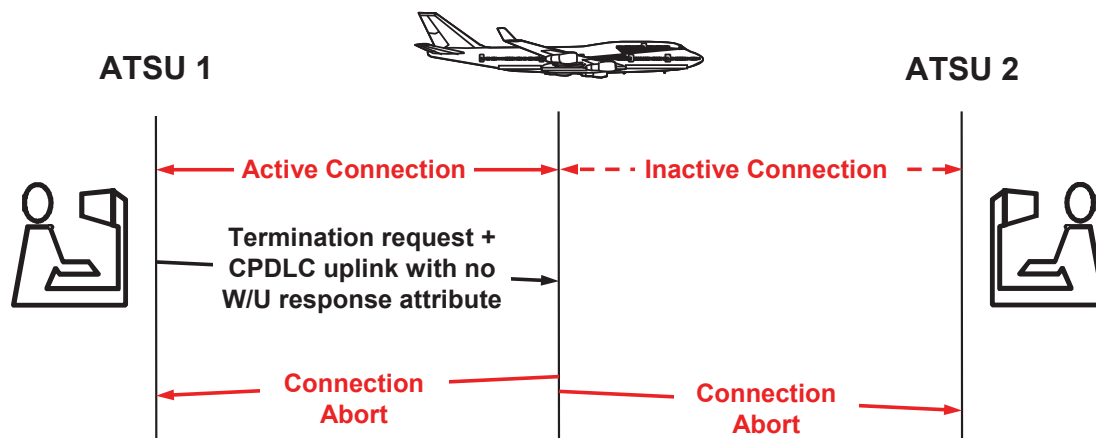 ATSU 1
ATSU 2
Active Connection
Inactive Connection
Termination request +
CPDLC uplink with no
W/U response attribute
Connection
Abort
Connection
Abort